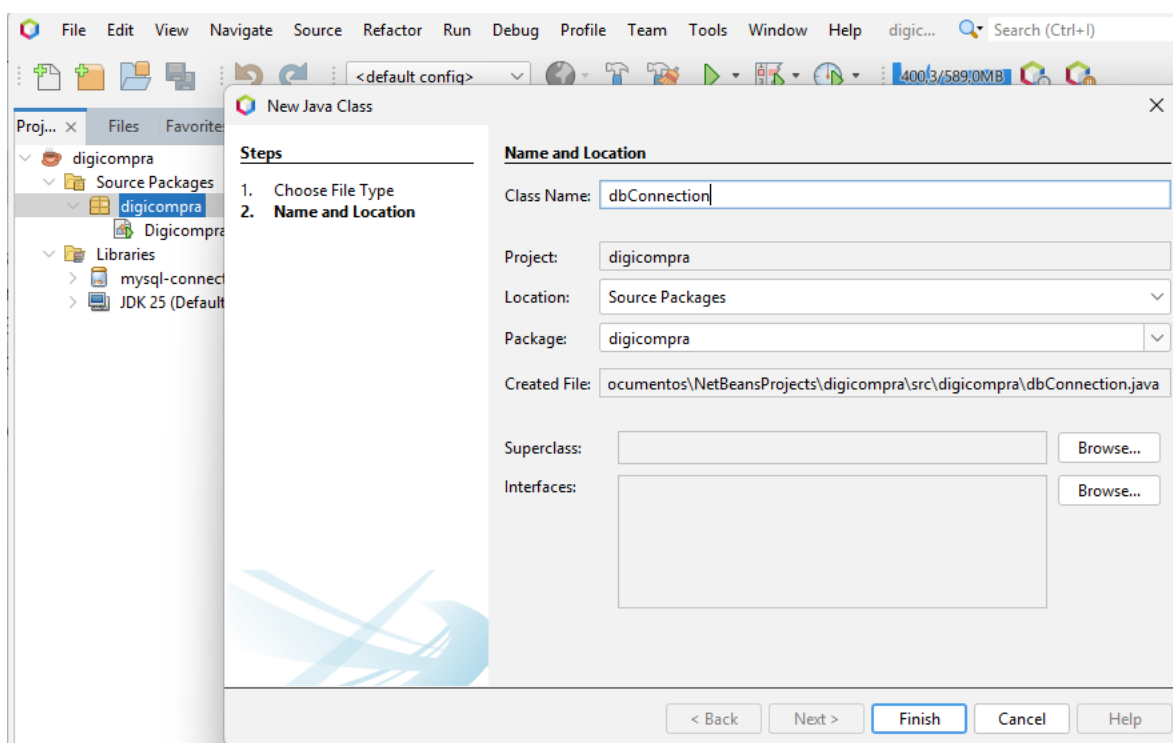 File Edit View Navigate Source Refactor Run Debug Profile Team Tools Window Help digic... Search (Ctrl+I)
<default config> 400,3/589,0MB
New Java Class
Proj... Files Favorite
digicompra
Source Packages
digicompra
Digicompra
Libraries
mysql-connect
JDK 25 (Default
Steps
1. Choose File Type
2. Name and Location
Name and Location
Class Name: dbConnection
Project: digicompra
Location: Source Packages
Package: digicompra
Created File: ocumentos\NetBeansProjects\digicompra\src\digicompra\dbConnection.java
Superclass: Browse...
Interfaces: Browse...
< Back Next > Finish Cancel Help